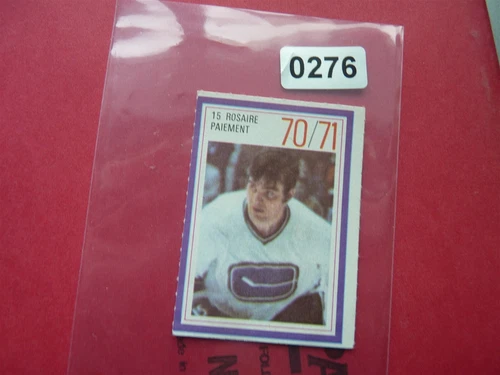 0276
15 ROSAIRE
PAIEMENT
70/71